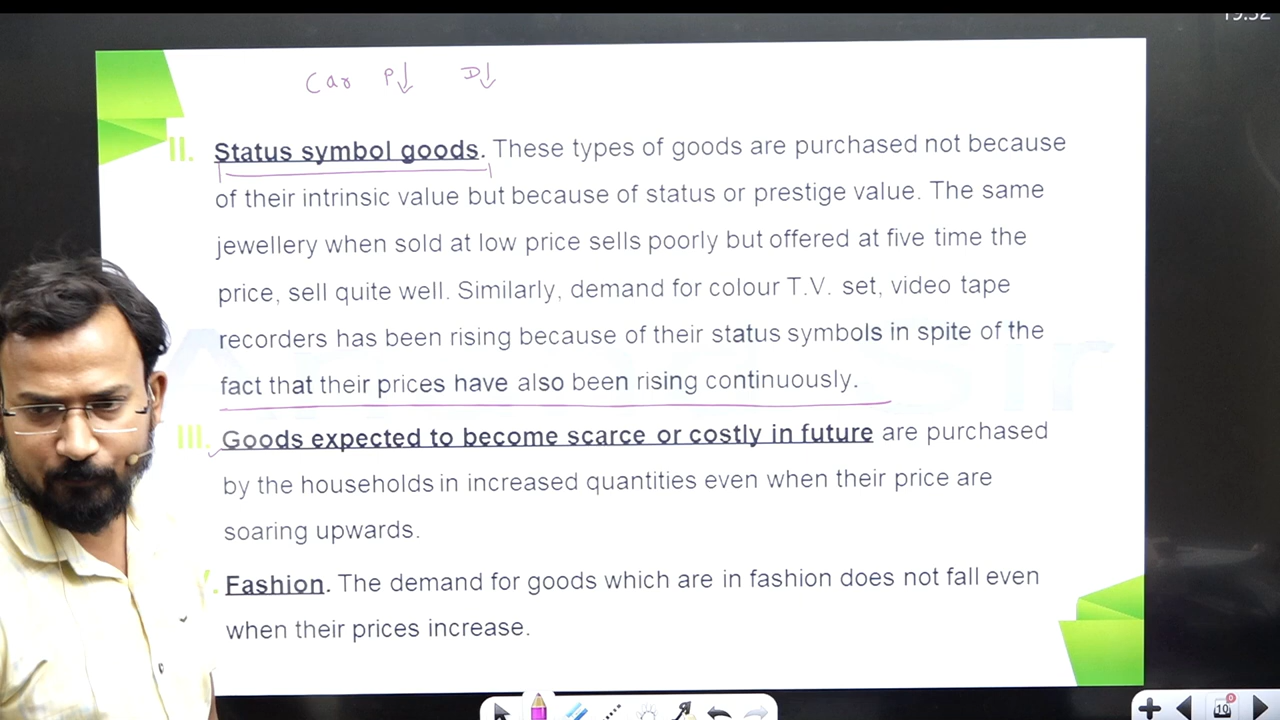 19:52
Car P↓ D↓
II. Status symbol goods. These types of goods are purchased not because
of their intrinsic value but because of status or prestige value. The same
jewellery when sold at low price sells poorly but offered at five time the
price, sell quite well. Similarly, demand for colour T.V. set, video tape
recorders has been rising because of their status symbols in spite of the
fact that their prices have also been rising continuously.
III. Goods expected to become scarce or costly in future are purchased
by the households in increased quantities even when their price are
soaring upwards.
Fashion. The demand for goods which are in fashion does not fall even
when their prices increase.
10